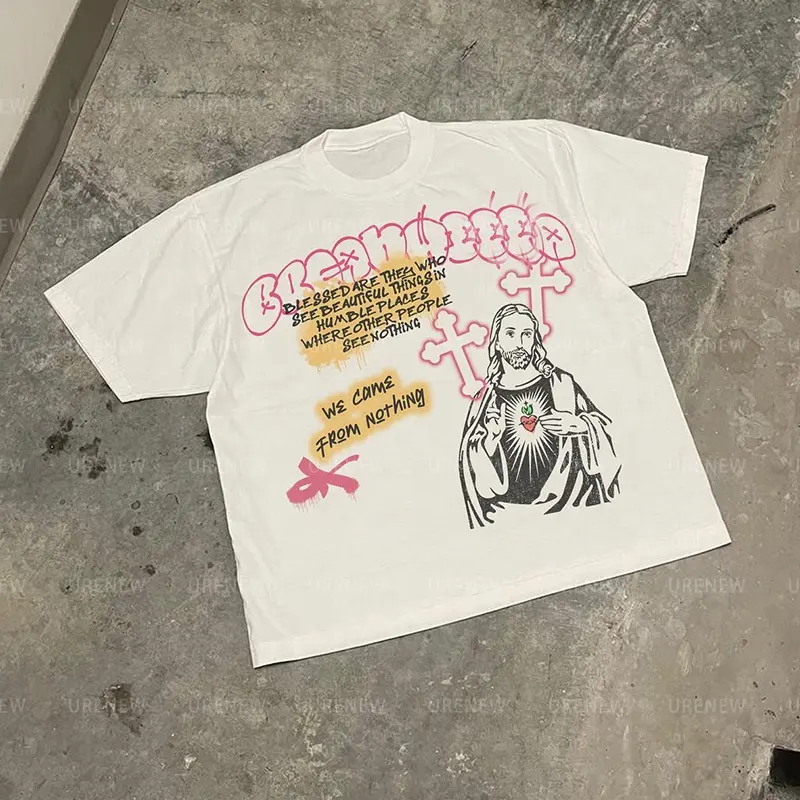 BLESSED ARE THEY WHO
SEE BEAUTIFUL THINGS IN
HUMBLE PLACES
WHERE OTHER PEOPLE
SEE NOTHING
WE CAME
FROM NOTHING
URENEW